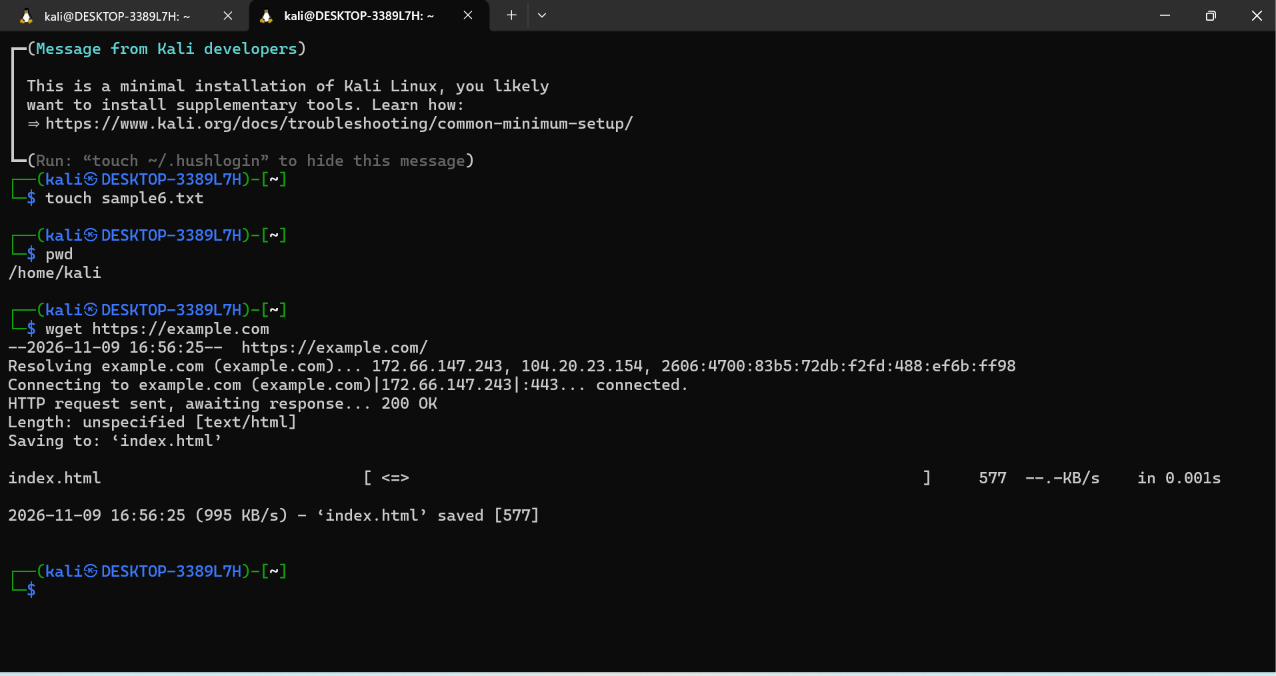 kali@DESKTOP-3389L7H: ~ kali@DESKTOP-3389L7H: ~
(Message from Kali developers)
This is a minimal installation of Kali Linux, you likely
want to install supplementary tools. Learn how:
⇒ https://www.kali.org/docs/troubleshooting/common-minimum-setup/
(Run: “touch ~/.hushlogin” to hide this message)
┌──(kali㉿DESKTOP-3389L7H)-[~]
└─$ touch sample6.txt
┌──(kali㉿DESKTOP-3389L7H)-[~]
└─$ pwd
/home/kali
┌──(kali㉿DESKTOP-3389L7H)-[~]
└─$ wget https://example.com
--2026-11-09 16:56:25--  https://example.com/
Resolving example.com (example.com)... 172.66.147.243, 104.20.23.154, 2606:4700:83b5:72db:f2fd:488:ef6b:ff98
Connecting to example.com (example.com)|172.66.147.243|:443... connected.
HTTP request sent, awaiting response... 200 OK
Length: unspecified [text/html]
Saving to: ‘index.html’
index.html [ <=> ] 577 --.-KB/s in 0.001s
2026-11-09 16:56:25 (995 KB/s) - ‘index.html’ saved [577]
┌──(kali㉿DESKTOP-3389L7H)-[~]
└─$